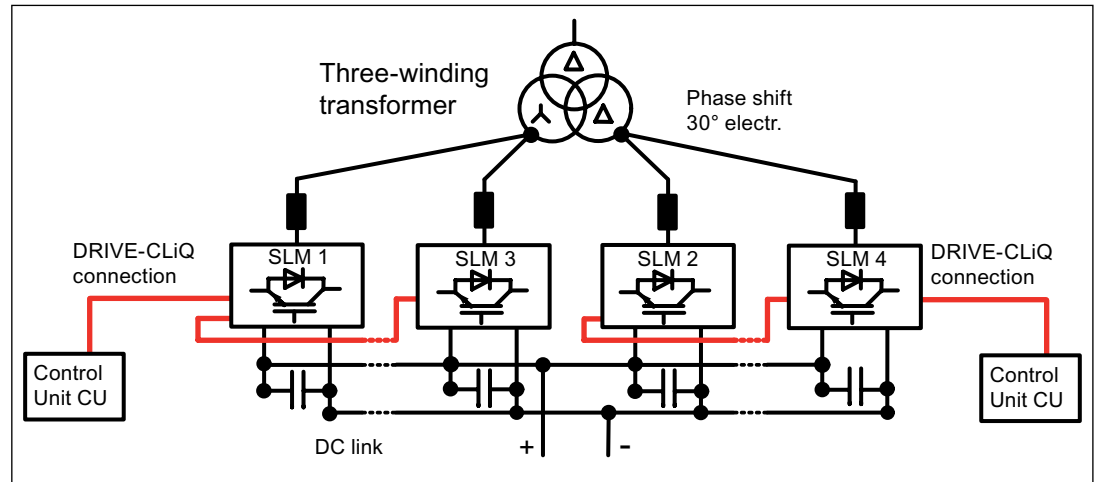 Three-winding
transformer
Δ
Δ
Phase shift
30° electr.
DRIVE-CLiQ
connection
SLM 1
SLM 3
SLM 2
SLM 4
DRIVE-CLiQ
connection
Control
Unit CU
Control
Unit CU
DC link
+
-